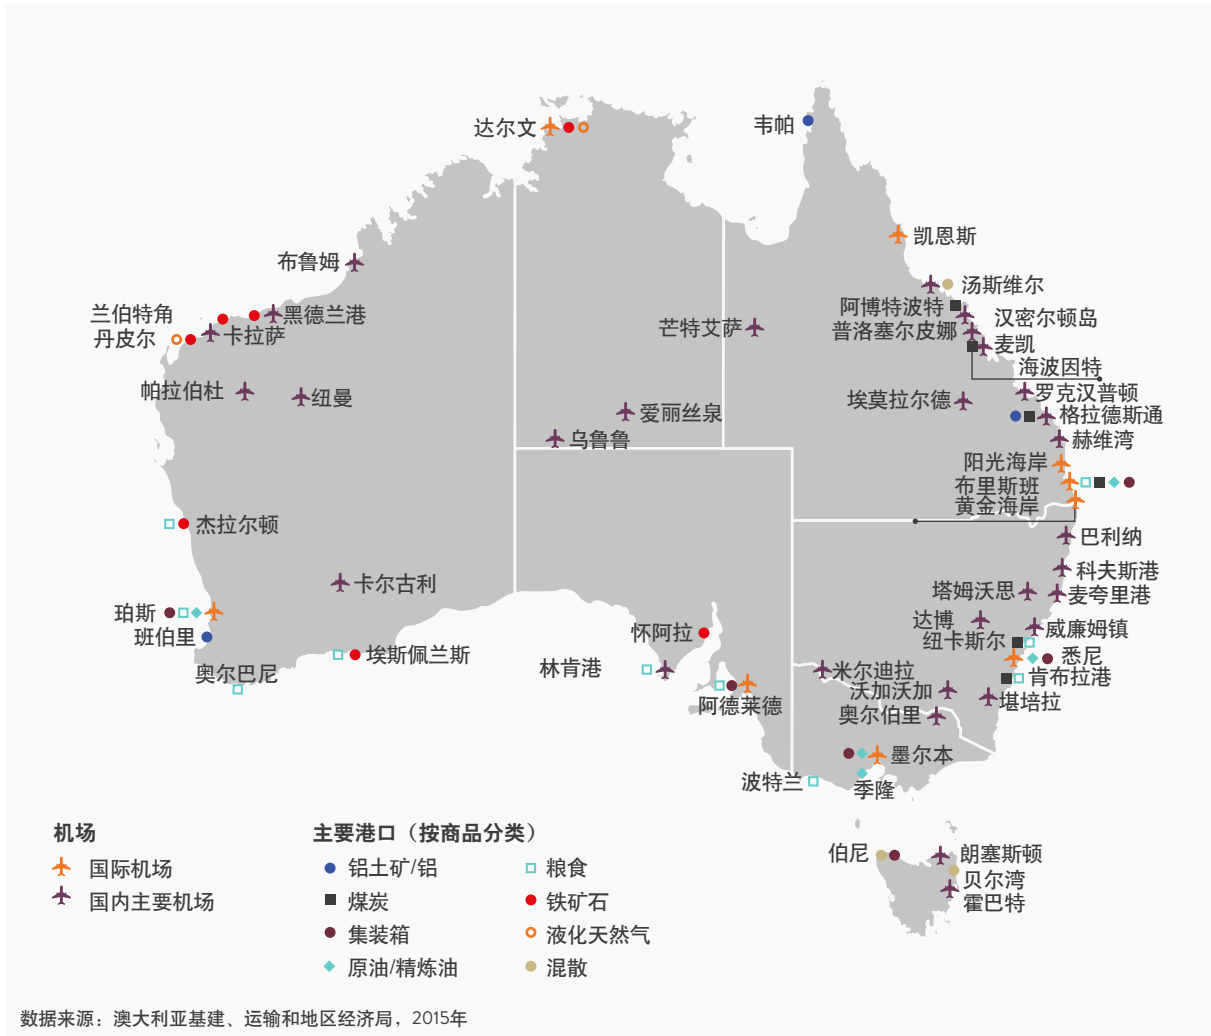 达尔文
韦帕
凯恩斯
布鲁姆
汤斯维尔
兰伯特角
黑德兰港
阿博特波特
汉密尔顿岛
丹皮尔
卡拉萨
芒特艾萨
普洛塞尔皮娜
麦凯
海波因特
帕拉伯杜
纽曼
埃莫拉尔德
罗克汉普顿
爱丽丝泉
格拉德斯通
乌鲁鲁
赫维湾
阳光海岸
布里斯班
黄金海岸
杰拉尔顿
巴利纳
科夫斯港
卡尔古利
塔姆沃思
麦夸里港
珀斯
达博
威廉姆镇
班伯里
怀阿拉
纽卡斯尔
埃斯佩兰斯
悉尼
奥尔巴尼
林肯港
米尔迪拉
肯布拉港
阿德莱德
沃加沃加
堪培拉
奥尔伯里
墨尔本
波特兰
季隆
伯尼
朗塞斯顿
贝尔湾
霍巴特
机场
国际机场
国内主要机场
主要港口（按商品分类）
铝土矿/铝
煤炭
集装箱
原油/精炼油
粮食
铁矿石
液化天然气
混散
数据来源：澳大利亚基建、运输和地区经济局，2015年